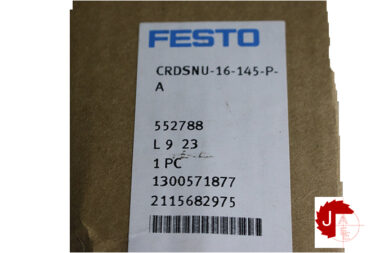 FESTO
CRDSNU-16-145-P-
A
552788
L 9 23
1 PC
1300571877
2115682975